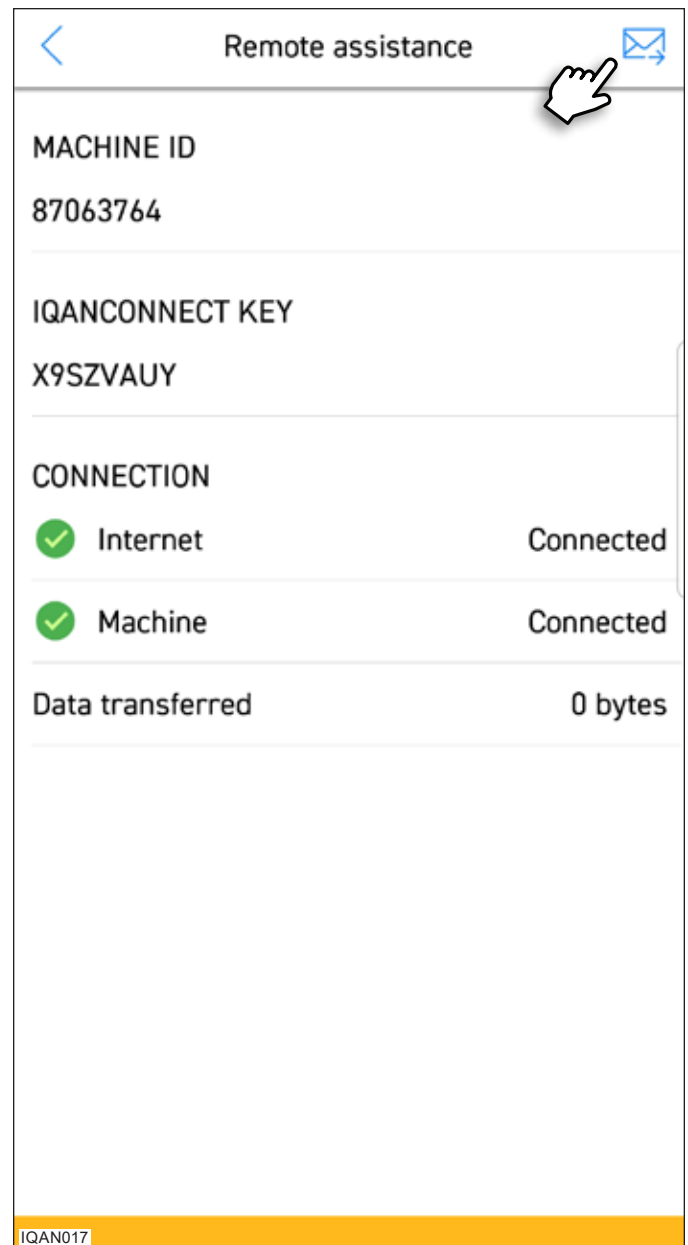 Remote assistance
MACHINE ID
87063764
IQANCONNECT KEY
X9SZVAUY
CONNECTION
Internet Connected
Machine Connected
Data transferred 0 bytes
IQAN017